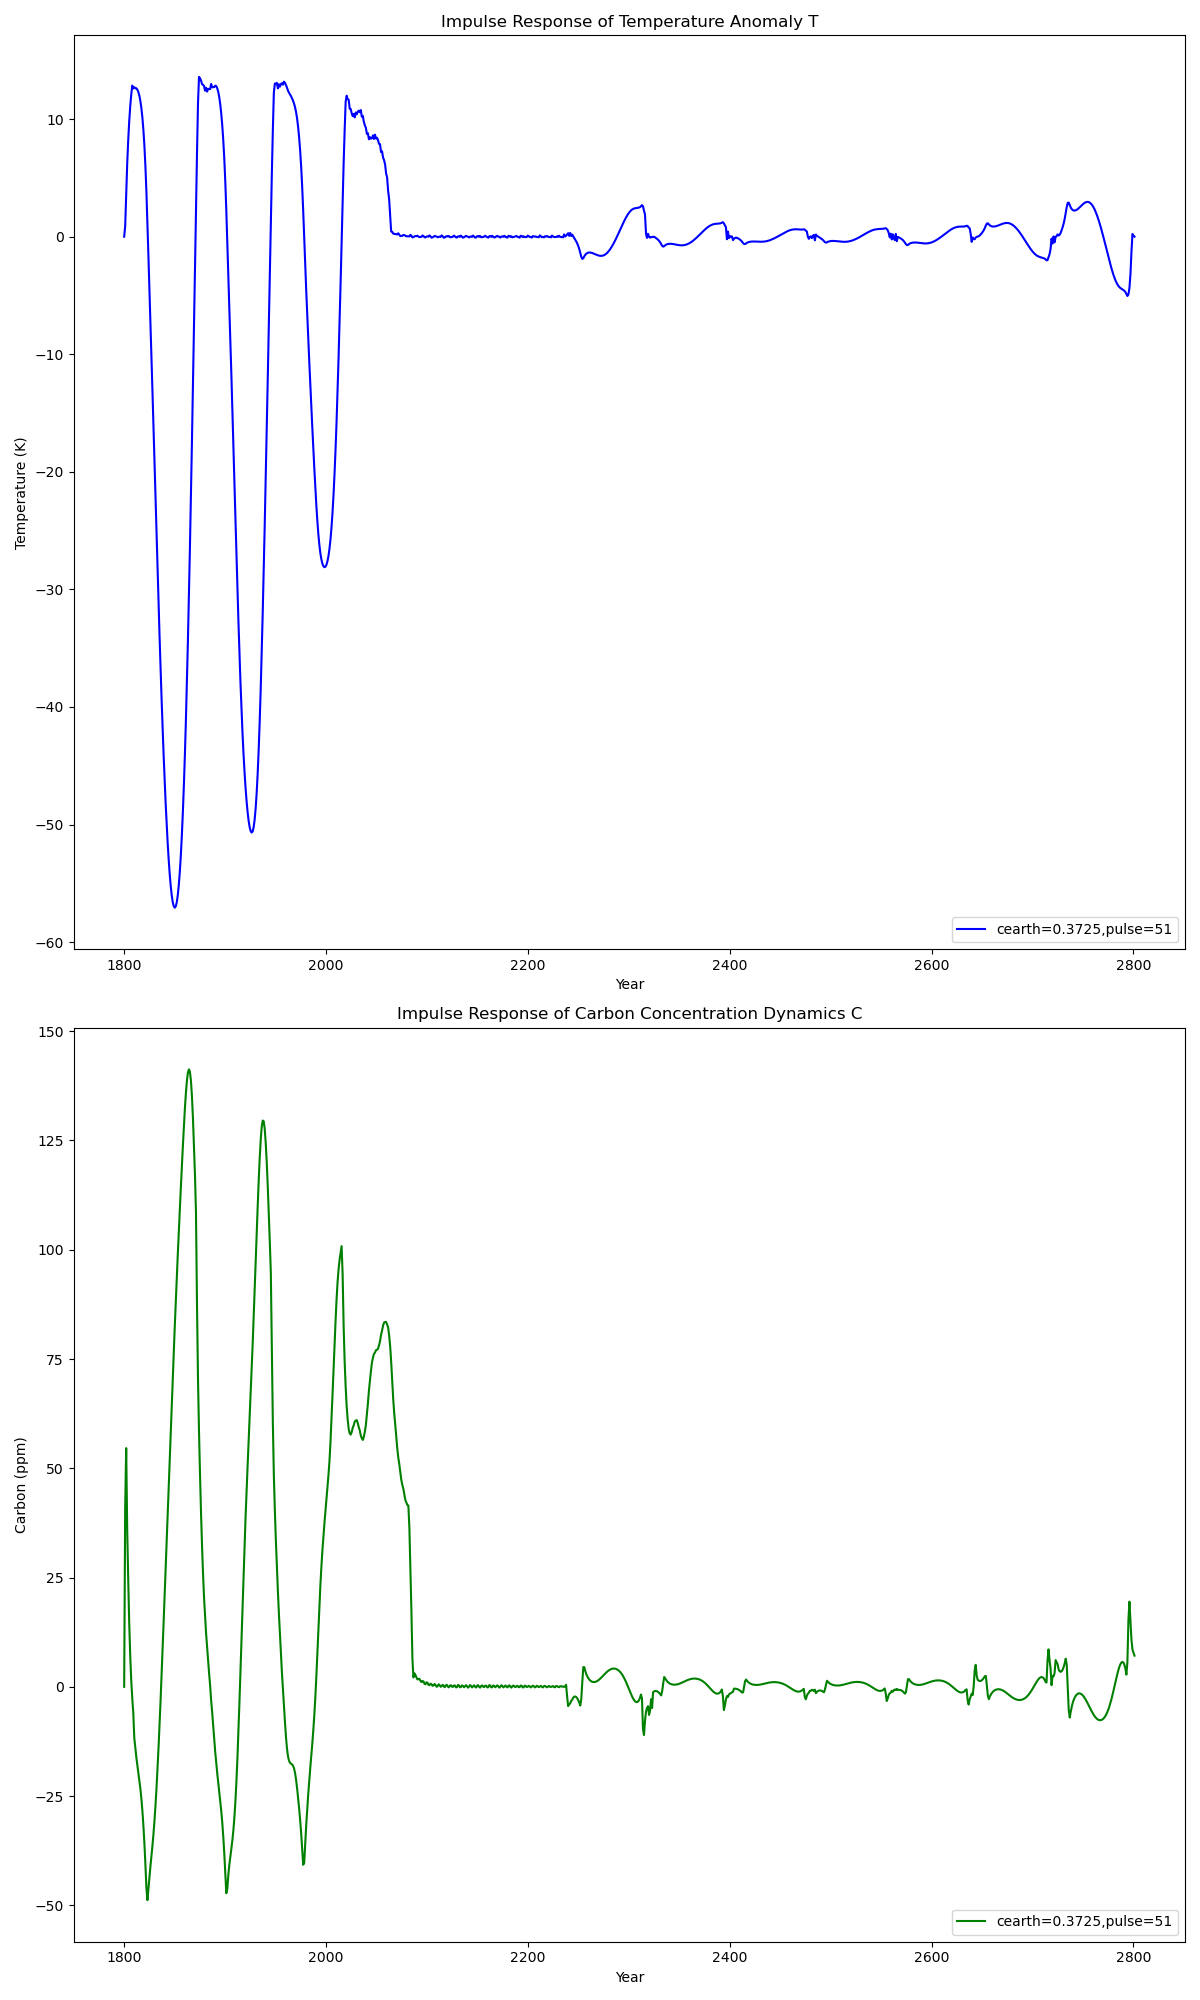 Impulse Response of Temperature Anomaly T
10
0
−10
−20
−30
−40
−50
−60
Temperature (K)
cearth=0.3725,pulse=51
1800 2000 2200 2400 2600 2800
Year
Impulse Response of Carbon Concentration Dynamics C
150
125
100
75
50
25
0
−25
−50
Carbon (ppm)
cearth=0.3725,pulse=51
1800 2000 2200 2400 2600 2800
Year